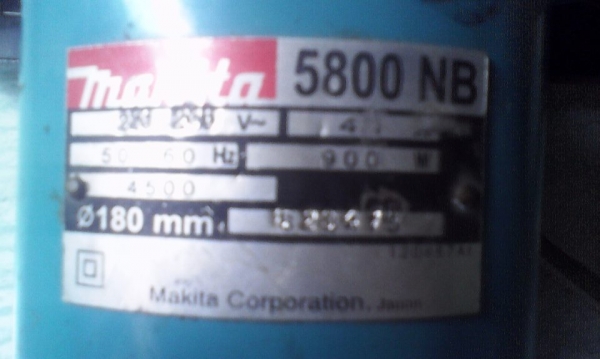 makita 5800 NB
V~
50 60 Hz 900 W
4500
Ø180 mm
Makita Corporation, Japan